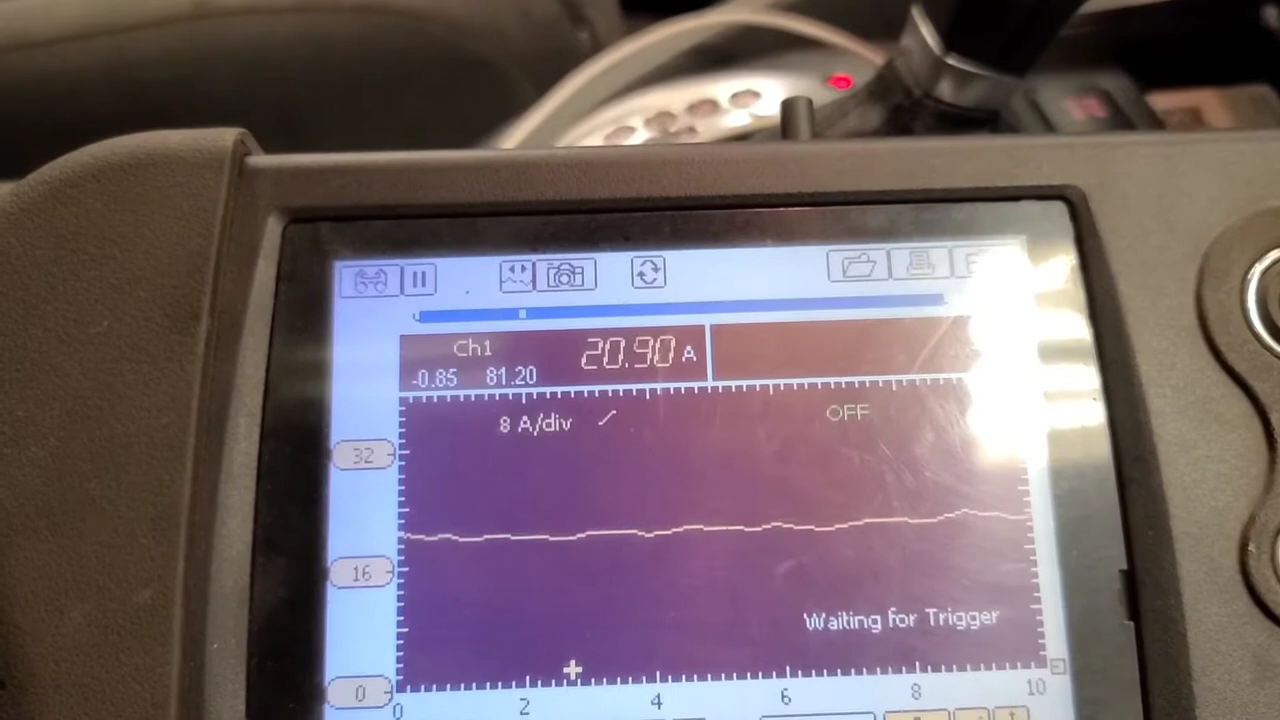 Ch1 20.90 A
-0.85 81.20
8 A/div OFF
32
16
Waiting for Trigger
0
0 2 4 6 8 10